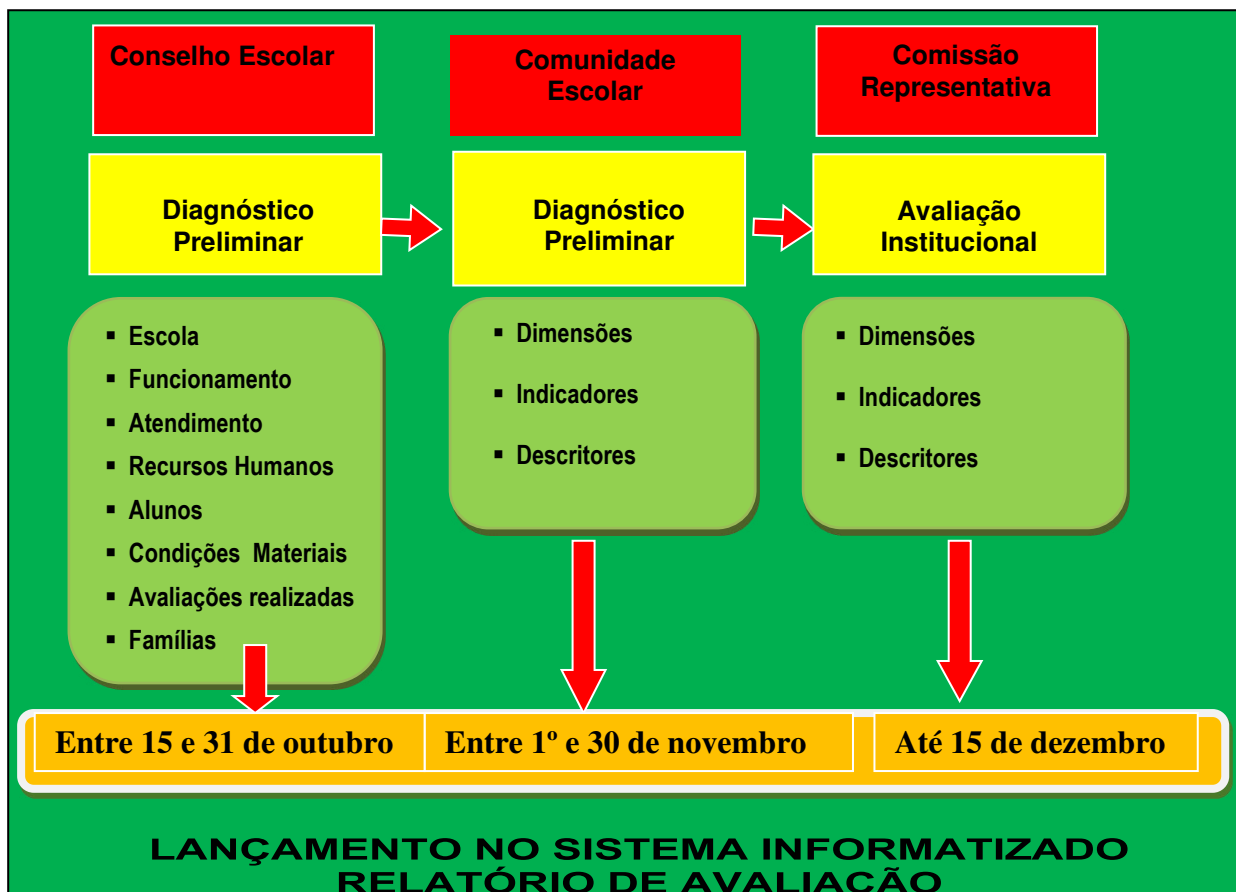 Conselho Escolar
Comunidade
Escolar
Comissão
Representativa
Diagnóstico
Preliminar
Diagnóstico
Preliminar
Avaliação
Institucional
▪ Escola
▪ Funcionamento
▪ Atendimento
▪ Recursos Humanos
▪ Alunos
▪ Condições Materiais
▪ Avaliações realizadas
▪ Famílias
▪ Dimensões
▪ Indicadores
▪ Descritores
▪ Dimensões
▪ Indicadores
▪ Descritores
Entre 15 e 31 de outubro
Entre 1º e 30 de novembro
Até 15 de dezembro
LANÇAMENTO NO SISTEMA INFORMATIZADO
RELATÓRIO DE AVALIAÇÃO